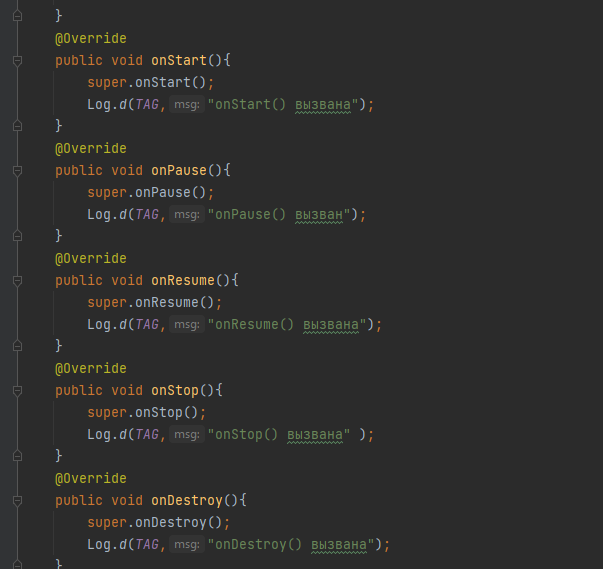 }
@Override
public void onStart(){
super.onStart();
Log.d(TAG, msg: "onStart() вызвана");
}
@Override
public void onPause(){
super.onPause();
Log.d(TAG, msg: "onPause() вызван");
}
@Override
public void onResume(){
super.onResume();
Log.d(TAG, msg: "onResume() вызвана");
}
@Override
public void onStop(){
super.onStop();
Log.d(TAG, msg: "onStop() вызвана" );
}
@Override
public void onDestroy(){
super.onDestroy();
Log.d(TAG, msg: "onDestroy() вызвана");
}